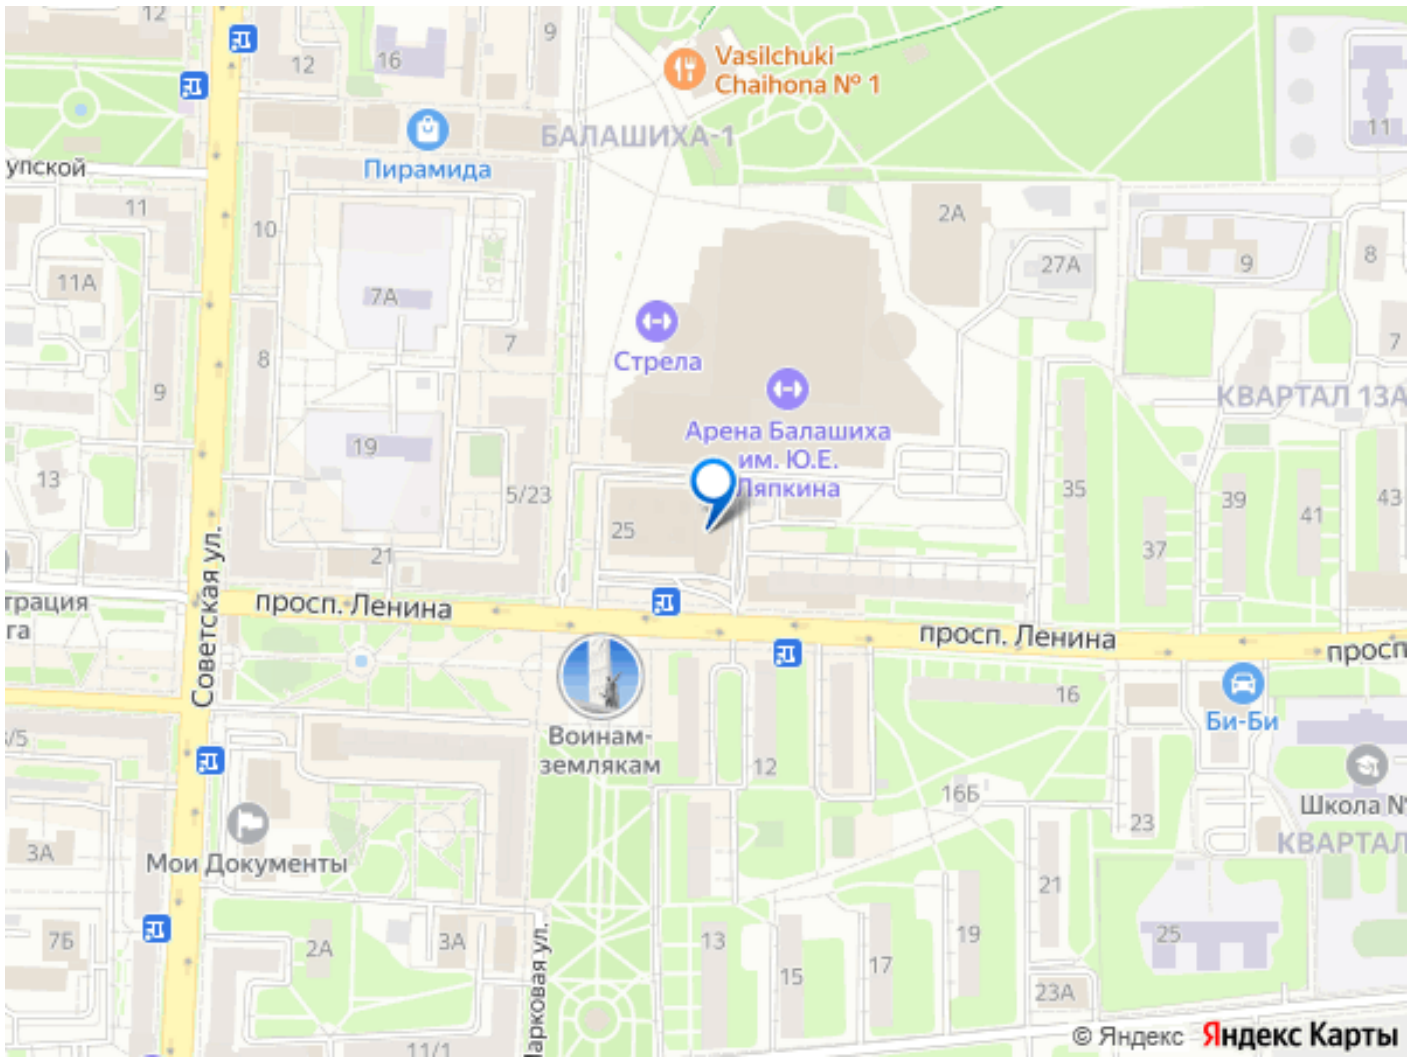 12
9
12
16
Vasilchuki
Chaihona № 1
БАЛАШИХА-1
11
Пирамида
упской
11
10
2А
27А
9
8
11А
7А
7
Стрела
8
7
9
КВАРТАЛ 13А
Арена Балашиха
им. Ю.Е.
Ляпкина
19
13
5/23
35
39
41
43
25
37
21
Советская ул.
трация
га
просп. Ленина
просп. Ленина
просп
16
Би-Би
Воинам-
землякам
12
3/5
16Б
23
Школа №
КВАРТАЛ
3А
Мои Документы
21
7Б
2А
3А
Парковая ул.
13
15
17
19
25
23А
11/1
© Яндекс Яндекс Карты